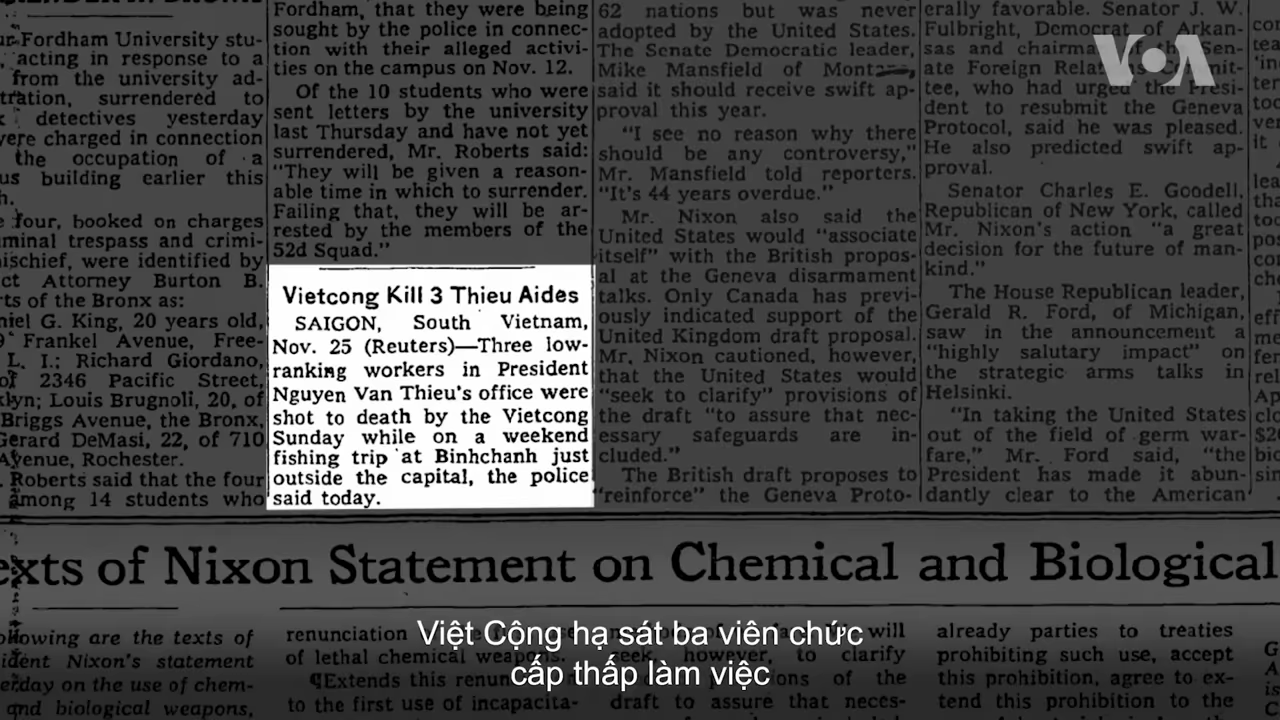 VOA
Fordham University stu-
acting in response to a
from the university ad-
surrendered to
detectives yesterday
were charged in connection
the occupation of a
building earlier this
four, booked on charges
were identified by
Attorney Burton B.
of the Bronx as:
G. King, 20 years old,
Frankel Avenue, Free-
L. I.; Richard Giordano,
of 2346 Pacific Street,
Louis Brugnoli, 20, of
Briggs Avenue, the Bronx,
Gerard DeMasi, 22, of 710
Avenue, Rochester.
Roberts said that the four
among 14 students who
Fordham, that they were being
sought by the police in connec-
tion with their alleged activi-
ties on the campus on Nov. 12.
Of the 10 students who were
sent letters by the university
last Thursday and have not yet
surrendered, Mr. Roberts said:
"They will be given a reason-
able time in which to surrender.
Failing that, they will be ar-
rested by the members of the
52d Squad."
Vietcong Kill 3 Thieu Aides
SAIGON, South Vietnam,
Nov. 25 (Reuters)—Three low-
ranking workers in President
Nguyen Van Thieu's office were
shot to death by the Vietcong
Sunday while on a weekend
fishing trip at Binhchanh just
outside the capital, the police
said today.
62 nations but was never
adopted by the United States.
The Senate Democratic leader,
Mike Mansfield of Montana,
said it should receive swift ap-
proval this year.
"I see no reason why there
should be any controversy,"
Mr. Mansfield told reporters.
"It's 44 years overdue."
Mr. Nixon also said the
United States would "associate
itself" with the British propos-
al at the Geneva disarmament
talks. Only Canada has previ-
ously indicated support of the
United Kingdom draft proposal.
Mr. Nixon cautioned, however,
that the United States would
"seek to clarify" provisions of
the draft "to assure that nec-
essary safeguards are in-
cluded."
The British draft proposes to
"reinforce" the Geneva Proto-
erally favorable. Senator J. W.
Fulbright, Democrat of Arkan-
sas and chairman of the Sen-
ate Foreign Relations Commit-
tee, who had urged the Presi-
dent to resubmit the Geneva
Protocol, said he was pleased.
He also predicted swift ap-
proval.
Senator Charles E. Goodell,
Republican of New York, called
Mr. Nixon's action "a great
decision for the future of man-
kind."
The House Republican leader,
Gerald R. Ford, of Michigan,
saw in the announcement a
"highly salutary impact" on
the strategic arms talks in
Helsinki.
"In taking the United States
out of the field of germ war-
fare," Mr. Ford said, "the
President has made it abun-
dantly clear to the American
Texts of Nixon Statement on Chemical and Biological
are the texts of
Nixon's statement
on the use of chem-
and biological weapons,
renunciation
of lethal chemical weapons.
¶Extends this
to the first use of incapacita-
will
seek, however, to clarify
provisions of the
draft to assure that neces-
already parties to treaties
prohibiting such use, accept
this prohibition, agree to ex-
tend this prohibition to the
Việt Cộng hạ sát ba viên chức
cấp thấp làm việc